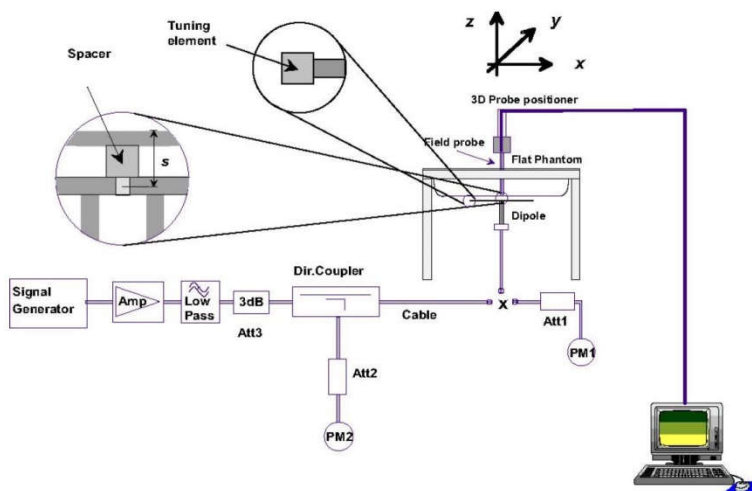 Tuning
element
Spacer
s
z
y
x
3D Probe positioner
Field probe
Flat Phantom
Dipole
Signal
Generator
Amp
Low
Pass
3dB
Att3
Dir.Coupler
Cable
x
Att1
PM1
Att2
PM2